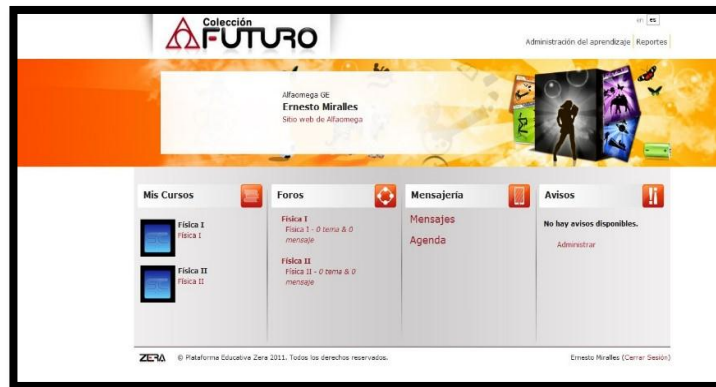 Colección
FUTURO
en es
Administración del aprendizaje Reportes
Alfaomega GE
Ernesto Miralles
Sitio web de Alfaomega
Mis Cursos
Física I
Física I
Física II
Física II
Foros
Física I
Física I - 0 tema & 0
mensaje
Física II
Física II - 0 tema & 0
mensaje
Mensajería
Mensajes
Agenda
Avisos
No hay avisos disponibles.
Administrar
ZERA © Plataforma Educativa Zera 2011. Todos los derechos reservados.
Ernesto Miralles (Cerrar Sesión)